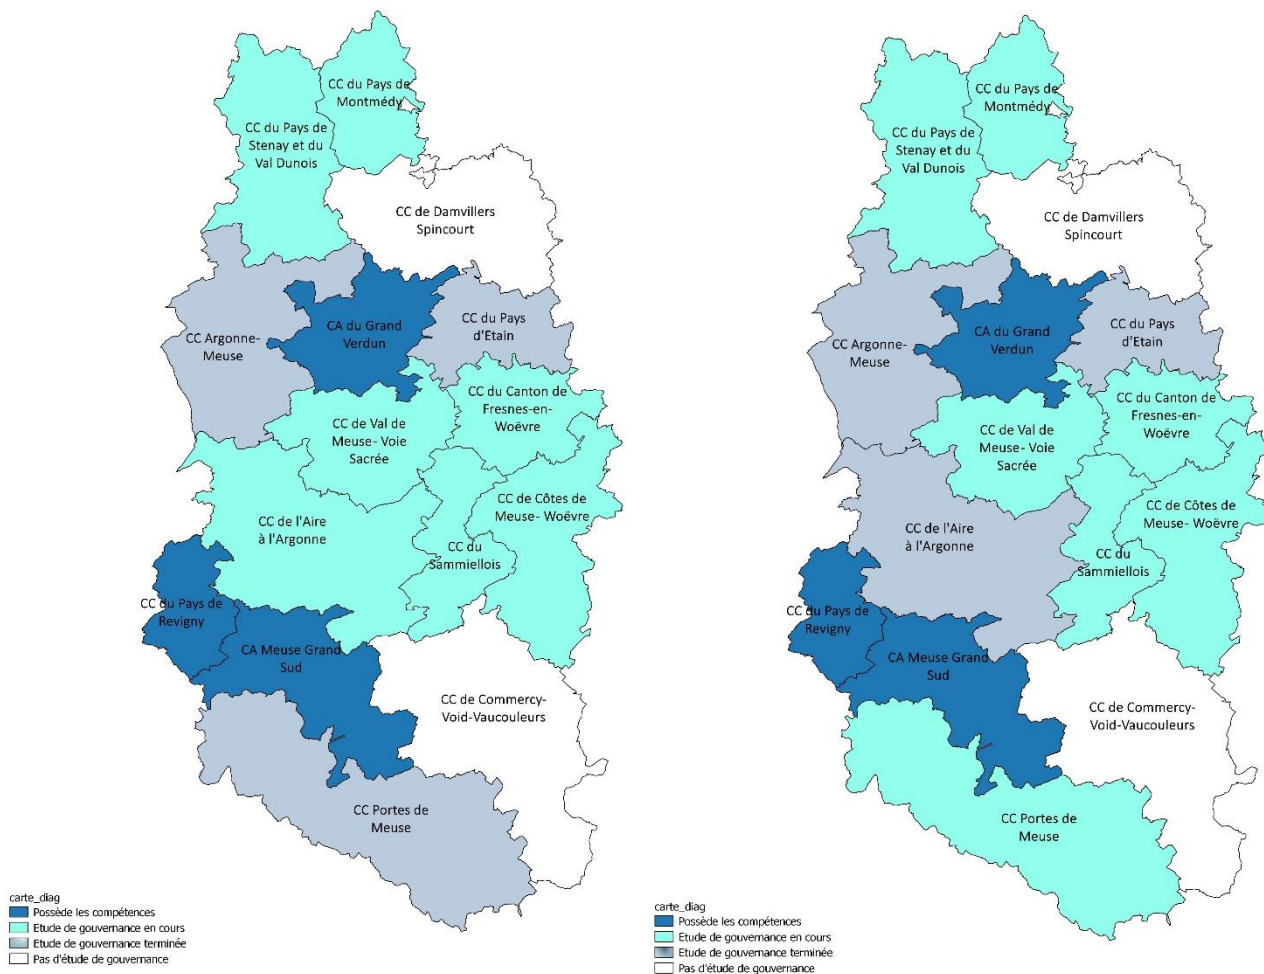 CC du Pays de
Montmédy
CC du Pays de
Stenay et du
Val Dunois
CC de Damvillers
Spincourt
CC Argonne-
Meuse
CA du Grand
Verdun
CC du Pays
d'Etain
CC du Canton de
Fresnes-en-
Woëvre
CC de Val de
Meuse- Voie
Sacrée
CC de Côtes de
Meuse- Woëvre
CC de l'Aire
à l'Argonne
CC du
Sammiellois
CC du Pays de
Revigny
CA Meuse Grand
Sud
CC de Commercy-
Void-Vaucouleurs
CC Portes de
Meuse
carte_diag
Possède les compétences
Etude de gouvernance en cours
Etude de gouvernance terminée
Pas d'étude de gouvernance
CC du Pays de
Montmédy
CC du Pays de
Stenay et du
Val Dunois
CC de Damvillers
Spincourt
CC Argonne-
Meuse
CA du Grand
Verdun
CC du Pays
d'Etain
CC du Canton de
Fresnes-en-
Woëvre
CC de Val de
Meuse- Voie
Sacrée
CC de Côtes de
Meuse- Woëvre
CC de l'Aire
à l'Argonne
CC du
Sammiellois
CC du Pays de
Revigny
CA Meuse Grand
Sud
CC de Commercy-
Void-Vaucouleurs
CC Portes de
Meuse
carte_diag
Possède les compétences
Etude de gouvernance en cours
Etude de gouvernance terminée
Pas d'étude de gouvernance